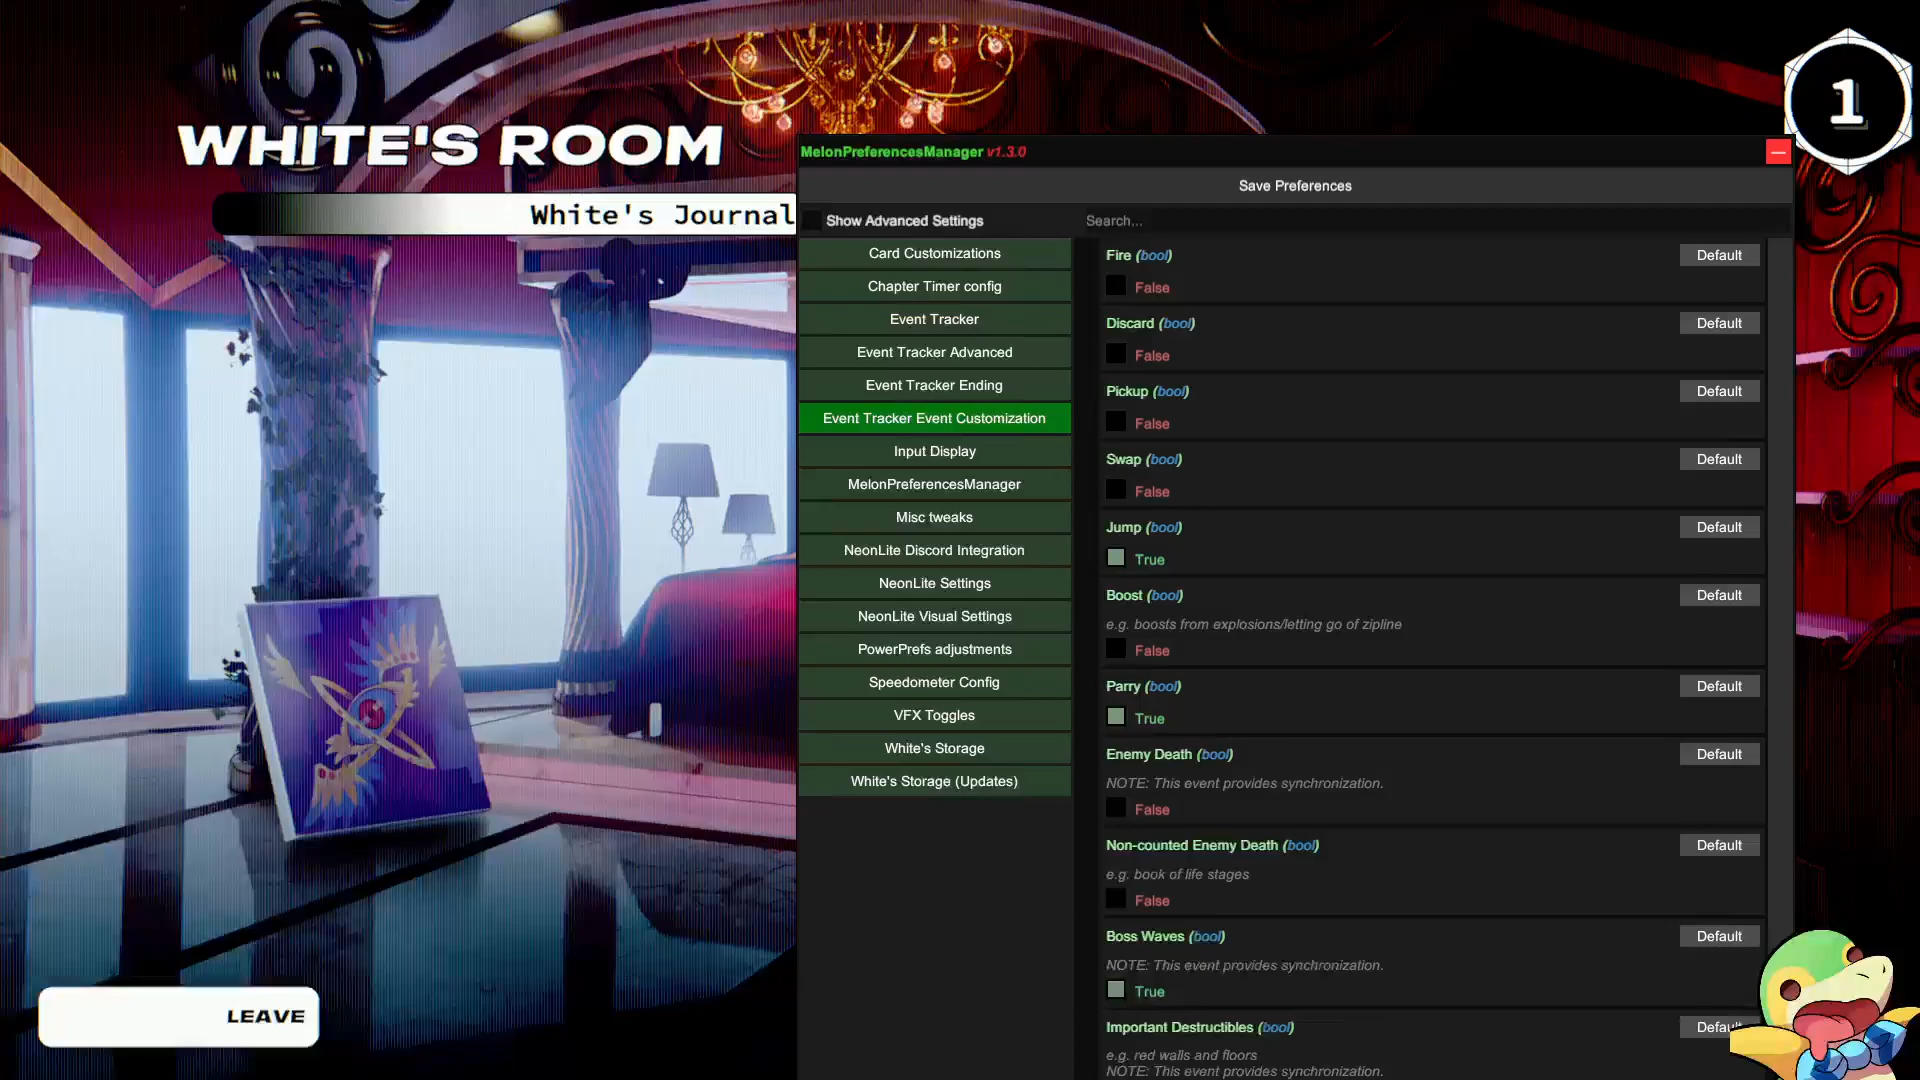 WHITE'S ROOM
White's Journal
LEAVE
1
MelonPreferencesManager v1.3.0
Save Preferences
Show Advanced Settings
Search...
Card Customizations
Chapter Timer config
Event Tracker
Event Tracker Advanced
Event Tracker Ending
Event Tracker Event Customization
Input Display
MelonPreferencesManager
Misc tweaks
NeonLite Discord Integration
NeonLite Settings
NeonLite Visual Settings
PowerPrefs adjustments
Speedometer Config
VFX Toggles
White's Storage
White's Storage (Updates)
Fire (bool)
Default
False
Discard (bool)
Default
False
Pickup (bool)
Default
False
Swap (bool)
Default
False
Jump (bool)
Default
True
Boost (bool)
Default
e.g. boosts from explosions/letting go of zipline
False
Parry (bool)
Default
True
Enemy Death (bool)
Default
NOTE: This event provides synchronization.
False
Non-counted Enemy Death (bool)
Default
e.g. book of life stages
False
Boss Waves (bool)
Default
NOTE: This event provides synchronization.
True
Important Destructibles (bool)
Default
e.g. red walls and floors
NOTE: This event provides synchronization.